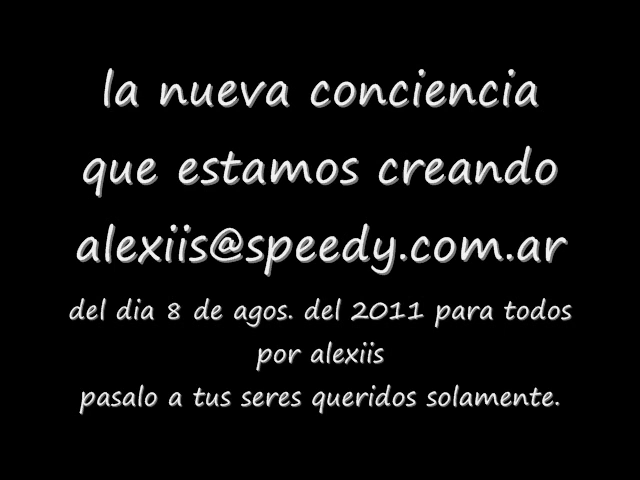 la nueva conciencia
que estamos creando
alexiis@speedy.com.ar
del dia 8 de agos. del 2011 para todos
por alexiis
pasalo a tus seres queridos solamente.